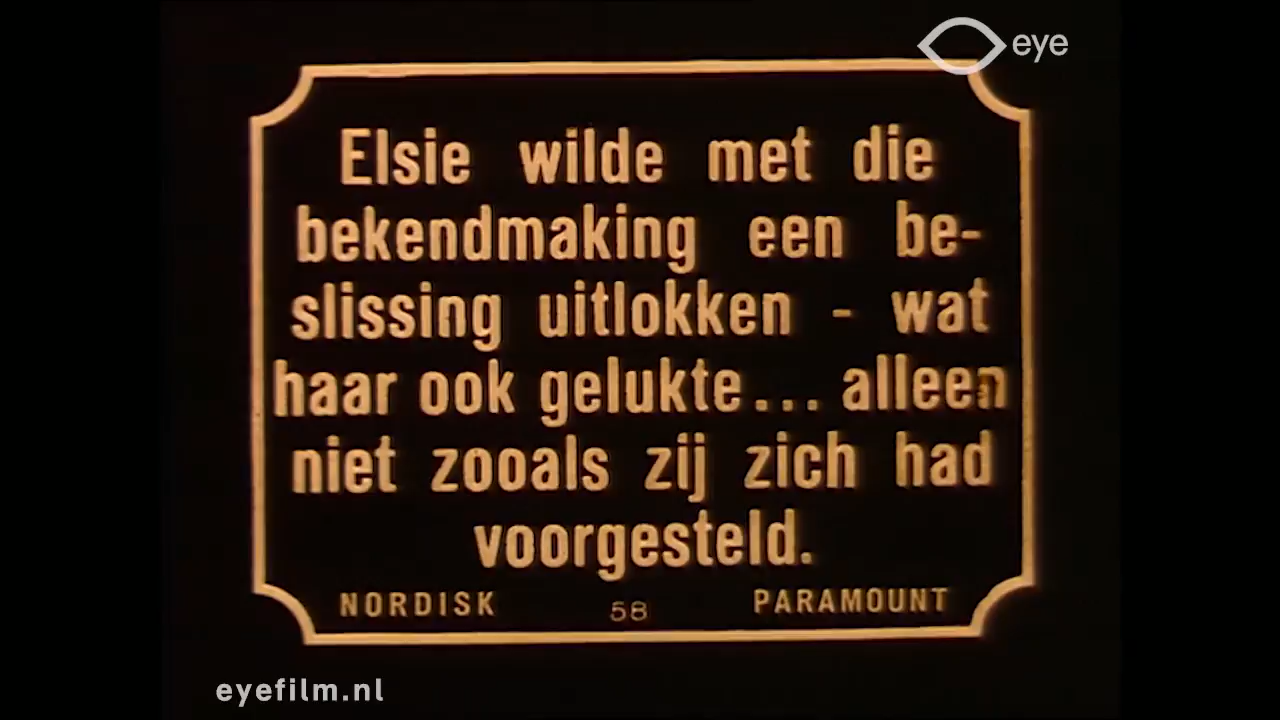 eye
Elsie wilde met die
bekendmaking een be-
slissing uitlokken - wat
haar ook gelukte... alleen
niet zooals zij zich had
voorgesteld.
NORDISK 58 PARAMOUNT
eyefilm.nl